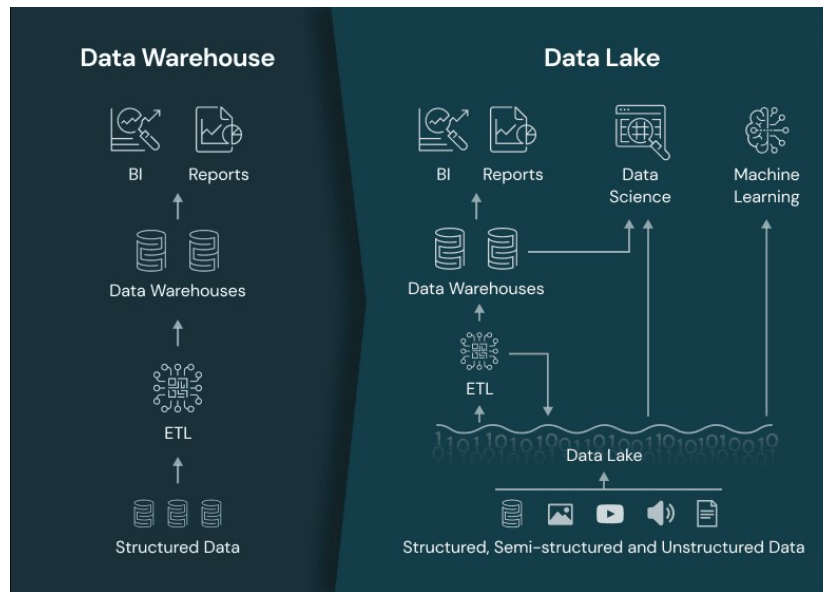 Data Warehouse
BI
Reports
Data Warehouses
ETL
Structured Data
Data Lake
BI
Reports
Data
Science
Machine
Learning
Data Warehouses
ETL
Data Lake
Structured, Semi-structured and Unstructured Data